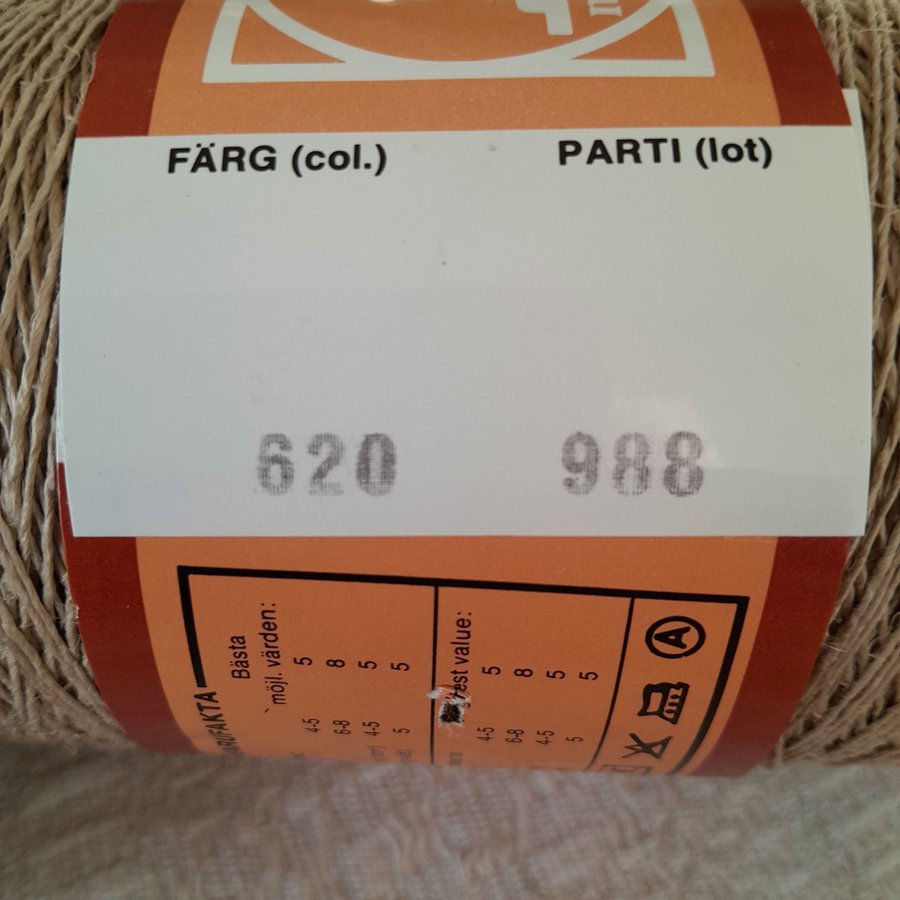 FÄRG (col.) PARTI (lot)
620 988
Bästa
möjl. värden:
4-5 5
6-8 8
4-5 5
5 5
est value:
4-5 5
6-8 8
4-5 5
5 5
A